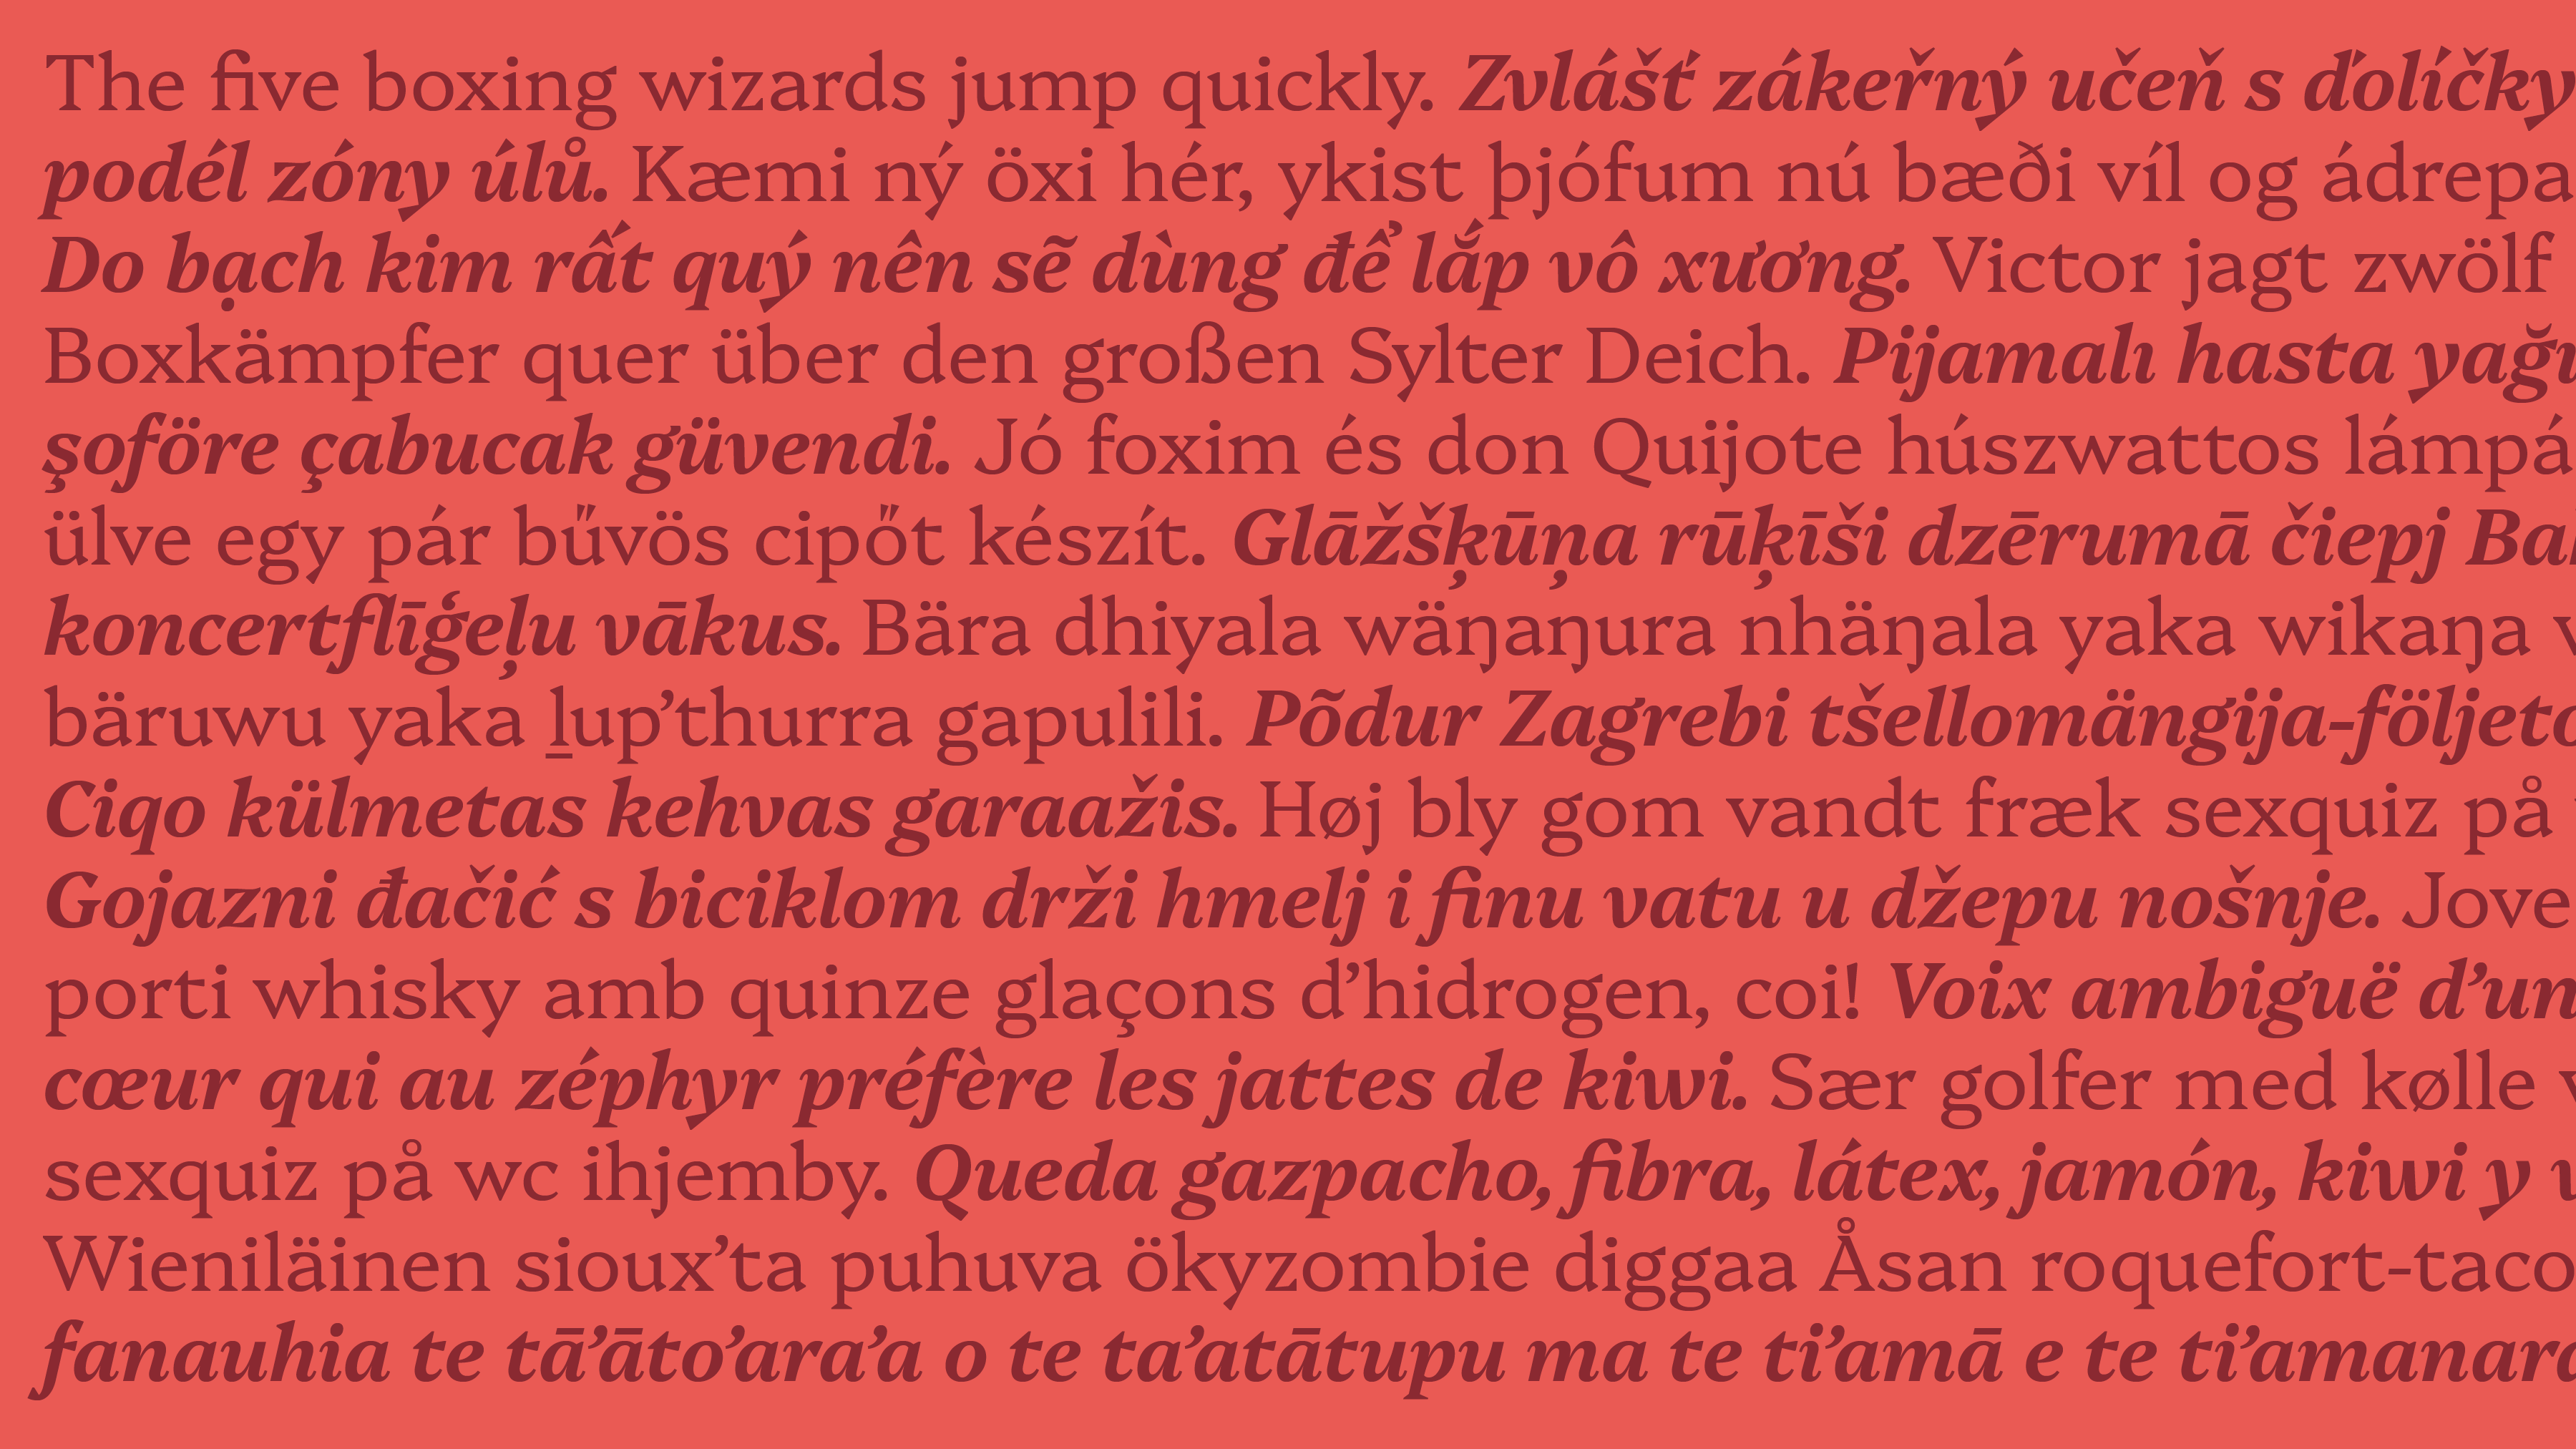 The five boxing wizards jump quickly. Zvlášť zákeřný učeň s ďolíčky
podél zóny úlů. Kæmi ný öxi hér, ykist þjófum nú bæði víl og ádrepa
Do bạch kim rất quý nên sẽ dùng để lắp vô xương. Victor jagt zwölf
Boxkämpfer quer über den großen Sylter Deich. Pijamalı hasta
şoföre çabucak güvendi. Jó foxim és don Quijote húszwattos
ülve egy pár bűvös cipőt készít. Glāžšķūņa rūķīši dzērumā čiepj
koncertflīģeļu vākus. Bära dhiyala wäŋaŋura nhäŋala yaka wikaŋa
bäruwu yaka ḻup’thurra gapulili. Põdur Zagrebi
Ciqo külmetas kehvas garaažis. Høj bly gom vandt fræk sexquiz på
Gojazni đačić s biciklom drži hmelj i finu vatu u džepu nošnje. Jove
porti whisky amb quinze glaçons d’hidrogen, coi! Voix ambiguë d’un
cœur qui au zéphyr préfère les jattes de kiwi. Sær golfer med kølle
sexquiz på wc ihjemby. Queda gazpacho, fibra, látex, jamón, kiwi y
Wieniläinen sioux’ta puhuva ökyzombie diggaa Åsan roquefort-taco
fanauhia te tā’āto’ara’a o te ta’atātupu ma te ti’amā e te